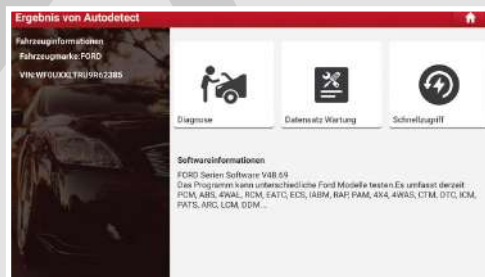 Ergebnis von Autodetect
Fahrzeuginformationen
Fahrzeugmarke:FORD
VIN:WF0UXXLTRU9R62385
Diagnose
Datensatz Wartung
Schnellzugriff
Softwareinformationen
FORD Serien Software V48.69
Das Programm kann unterschiedliche Ford Modelle testen.Es umfasst derzeit
PCM, ABS, 4WAL, RCM, EATC, ECS, IABM, RAP, PAM, 4X4, 4WAS, CTM, DTC, ICM,
PATS, ARC, LCM, DDM...